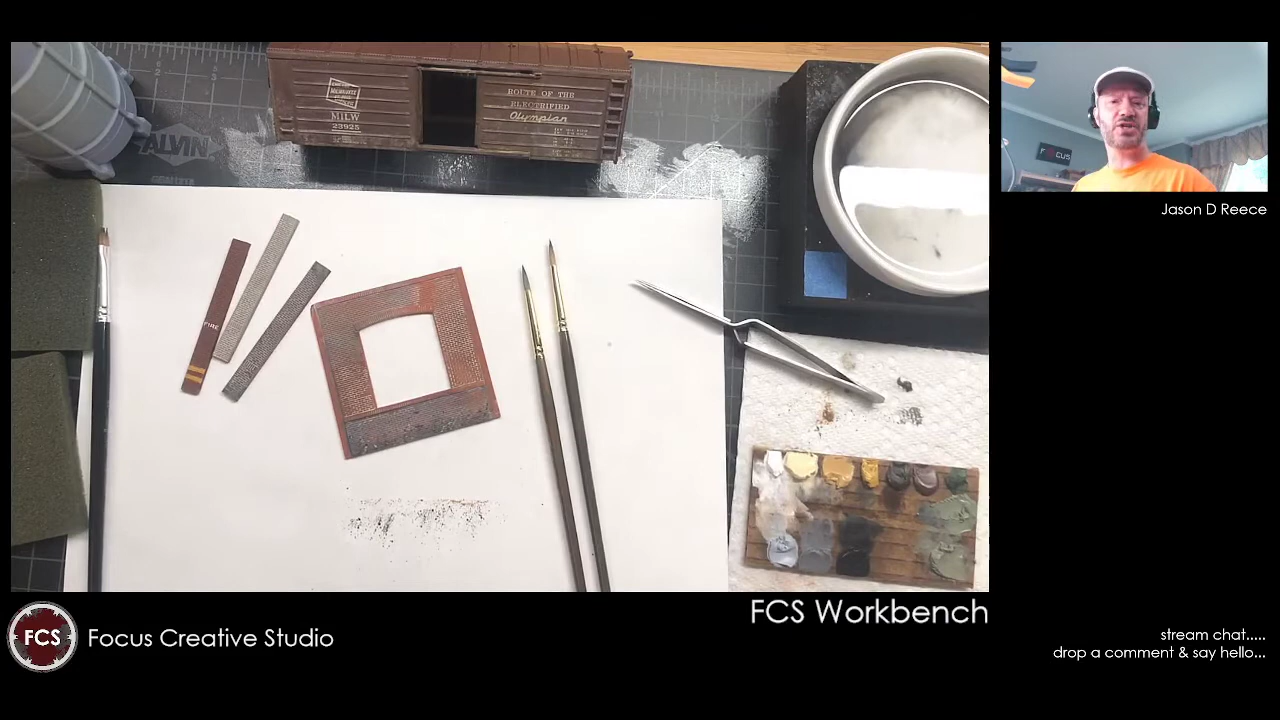 MILW
23925
ROUTE OF THE
ELECTRIFIED
Olympian
ALVIN
FIRE
Jason D Reece
FCS Workbench
FCS
Focus Creative Studio
stream chat.....
drop a comment & say hello...